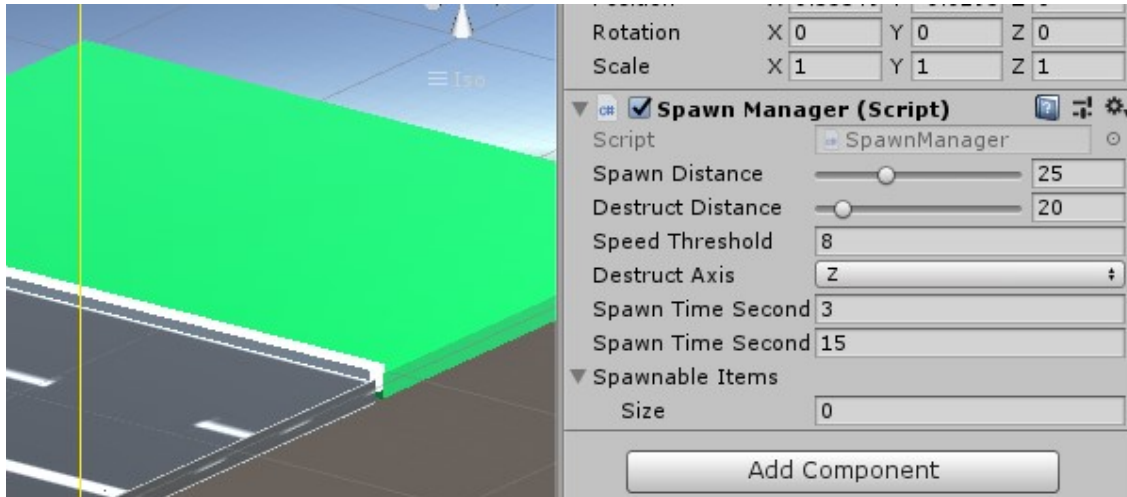 Iso
Rotation X 0 Y 0 Z 0
Scale X 1 Y 1 Z 1
c# Spawn Manager (Script)
Script SpawnManager
Spawn Distance 25
Destruct Distance 20
Speed Threshold 8
Destruct Axis Z
Spawn Time Second 3
Spawn Time Second 15
Spawnable Items
Size 0
Add Component